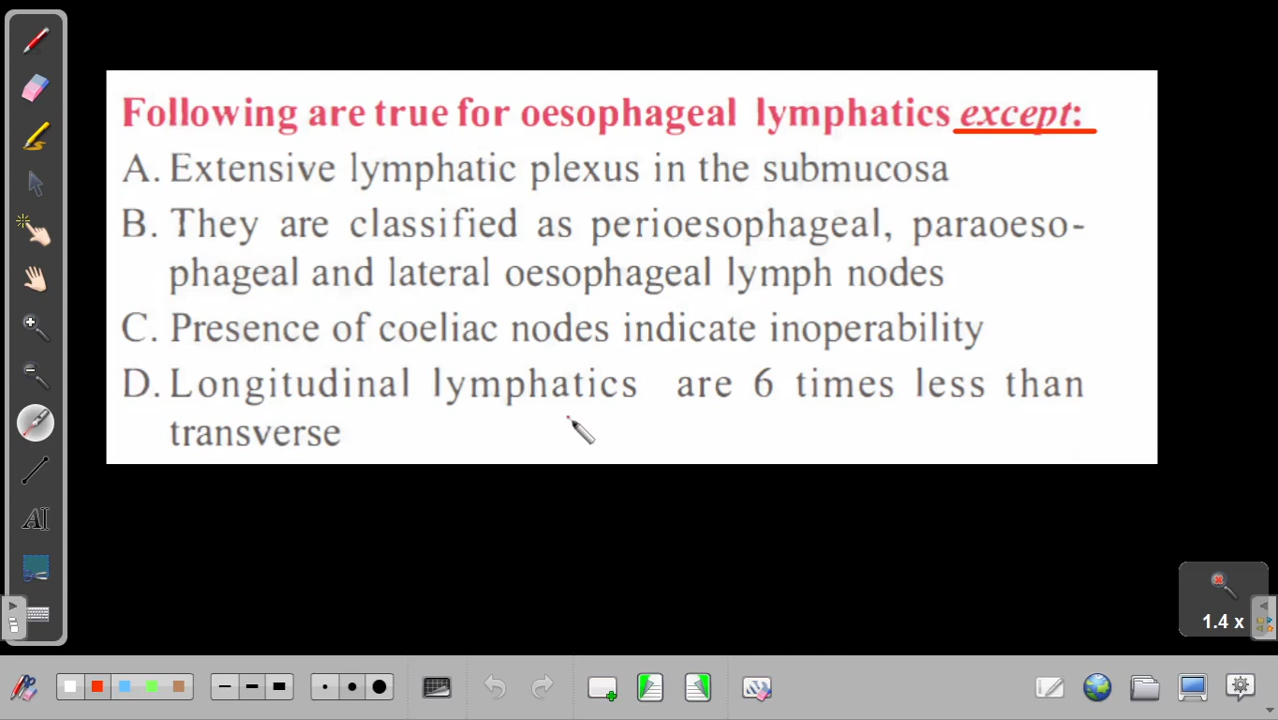 Following are true for oesophageal lymphatics except:
A. Extensive lymphatic plexus in the submucosa
B. They are classified as perioesophageal, paraoeso-
phageal and lateral oesophageal lymph nodes
C. Presence of coeliac nodes indicate inoperability
D. Longitudinal lymphatics are 6 times less than
transverse
AI
1.4 x